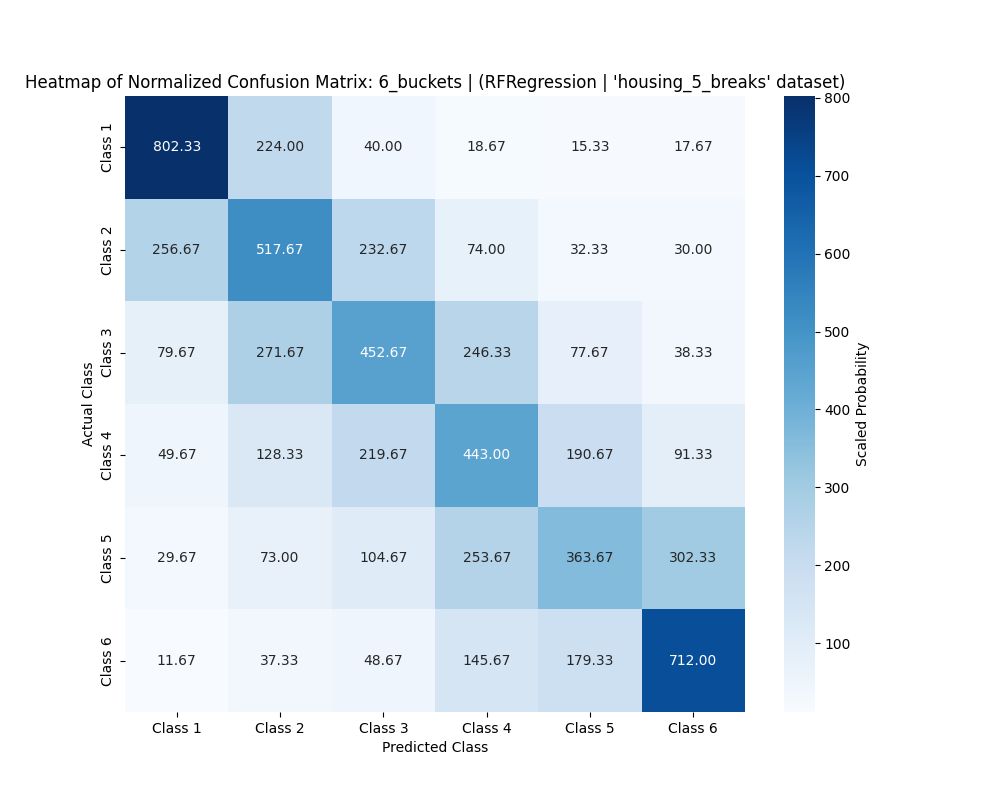 Heatmap of Normalized Confusion Matrix: 6_buckets | (RFRegression | 'housing_5_breaks' dataset)
Actual Class
Class 1 802.33 224.00 40.00 18.67 15.33 17.67
Class 2 256.67 517.67 232.67 74.00 32.33 30.00
Class 3 79.67 271.67 452.67 246.33 77.67 38.33
Class 4 49.67 128.33 219.67 443.00 190.67 91.33
Class 5 29.67 73.00 104.67 253.67 363.67 302.33
Class 6 11.67 37.33 48.67 145.67 179.33 712.00
Class 1 Class 2 Class 3 Class 4 Class 5 Class 6
Predicted Class
800
700
600
500
400
300
200
100
Scaled Probability